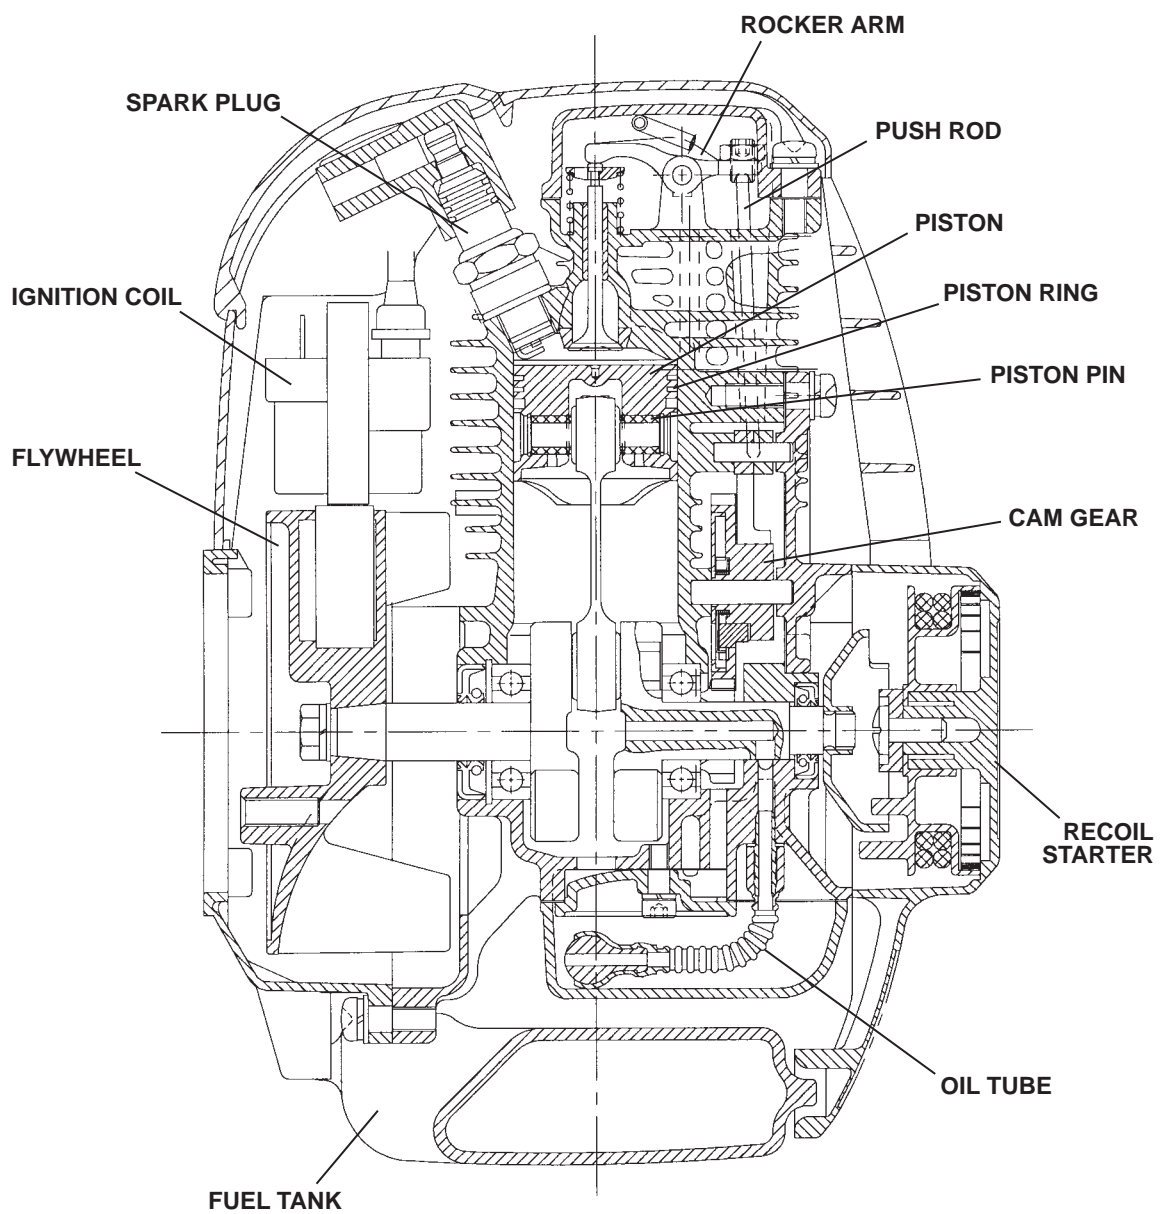 ROCKER ARM
SPARK PLUG
PUSH ROD
PISTON
IGNITION COIL
PISTON RING
PISTON PIN
FLYWHEEL
CAM GEAR
RECOIL
STARTER
OIL TUBE
FUEL TANK